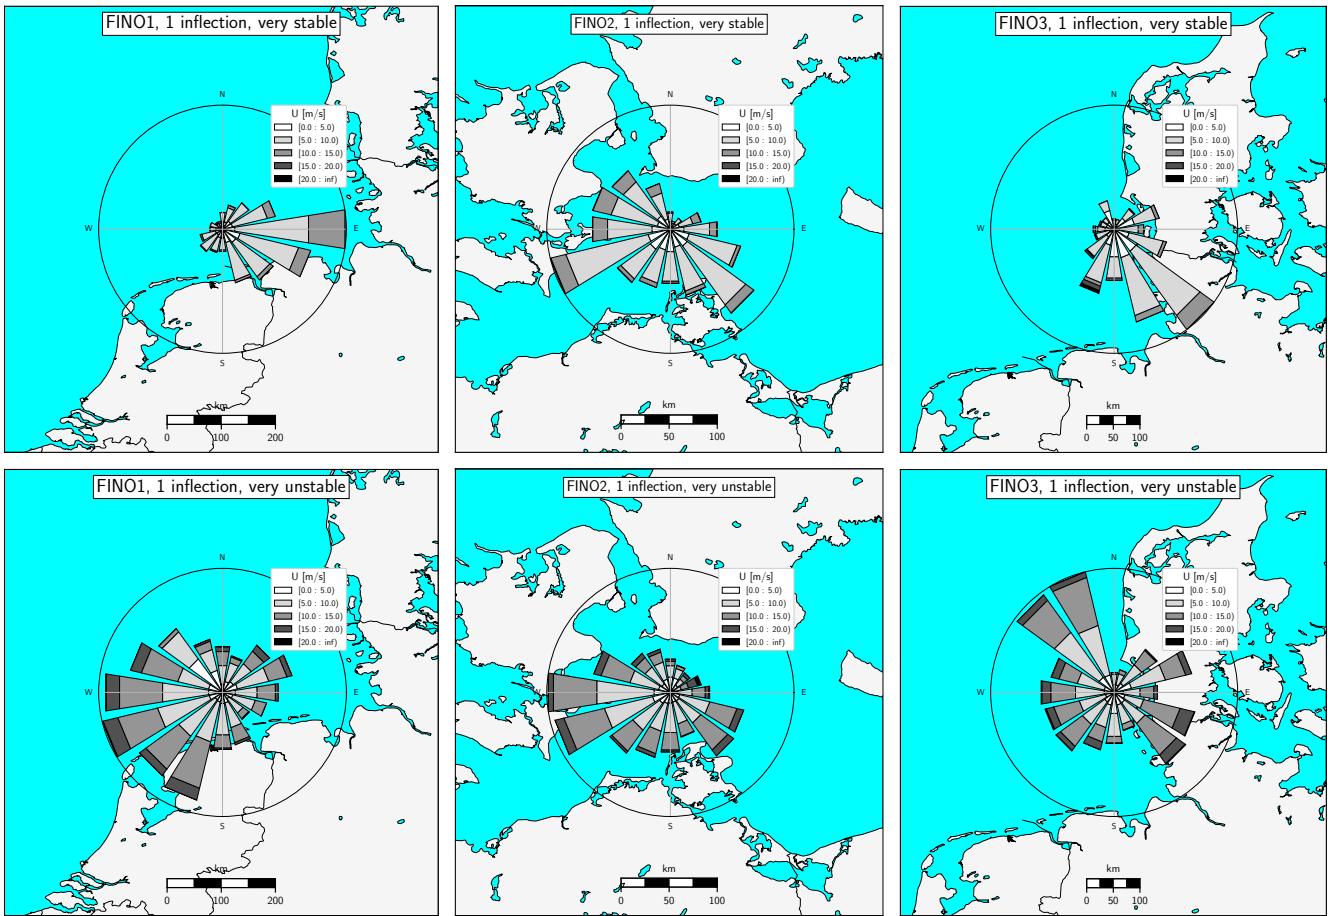 FINO1, 1 inflection, very stable
N
U [m/s]
[0.0 : 5.0)
[5.0 : 10.0)
[10.0 : 15.0)
[15.0 : 20.0)
[20.0 : inf)
W
E
S
km
0
100
200
FINO2, 1 inflection, very stable
N
U [m/s]
[0.0 : 5.0)
[5.0 : 10.0)
[10.0 : 15.0)
[15.0 : 20.0)
[20.0 : inf)
W
E
S
km
0
50
100
FINO3, 1 inflection, very stable
N
U [m/s]
[0.0 : 5.0)
[5.0 : 10.0)
[10.0 : 15.0)
[15.0 : 20.0)
[20.0 : inf)
W
E
S
km
0
50
100
FINO1, 1 inflection, very unstable
N
U [m/s]
[0.0 : 5.0)
[5.0 : 10.0)
[10.0 : 15.0)
[15.0 : 20.0)
[20.0 : inf)
W
E
S
km
0
100
200
FINO2, 1 inflection, very unstable
N
U [m/s]
[0.0 : 5.0)
[5.0 : 10.0)
[10.0 : 15.0)
[15.0 : 20.0)
[20.0 : inf)
W
E
S
km
0
50
100
FINO3, 1 inflection, very unstable
N
U [m/s]
[0.0 : 5.0)
[5.0 : 10.0)
[10.0 : 15.0)
[15.0 : 20.0)
[20.0 : inf)
W
E
S
km
0
50
100